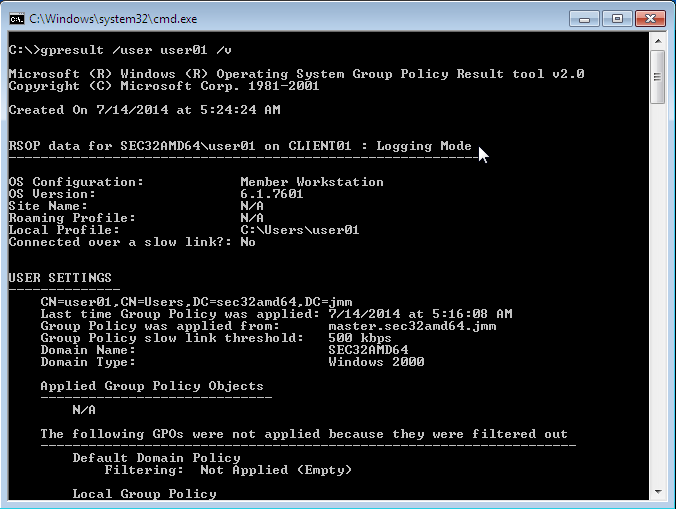 C:\Windows\system32\cmd.exe
C:\>gpresult /user user01 /v
Microsoft (R) Windows (R) Operating System Group Policy Result tool v2.0
Copyright (C) Microsoft Corp. 1981-2001
Created On 7/14/2014 at 5:24:24 AM
RSOP data for SEC32AMD64\user01 on CLIENT01 : Logging Mode
----------------------------------------------------------
OS Configuration:            Member Workstation
OS Version:                  6.1.7601
Site Name:                   N/A
Roaming Profile:             N/A
Local Profile:               C:\Users\user01
Connected over a slow link?: No
USER SETTINGS
--------------
CN=user01,CN=Users,DC=sec32amd64,DC=jmm
Last time Group Policy was applied: 7/14/2014 at 5:16:08 AM
Group Policy was applied from:      master.sec32amd64.jmm
Group Policy slow link threshold:   500 kbps
Domain Name:                        SEC32AMD64
Domain Type:                        Windows 2000
Applied Group Policy Objects
-----------------------------
N/A
The following GPOs were not applied because they were filtered out
-------------------------------------------------------------------
Default Domain Policy
Filtering:  Not Applied (Empty)
Local Group Policy